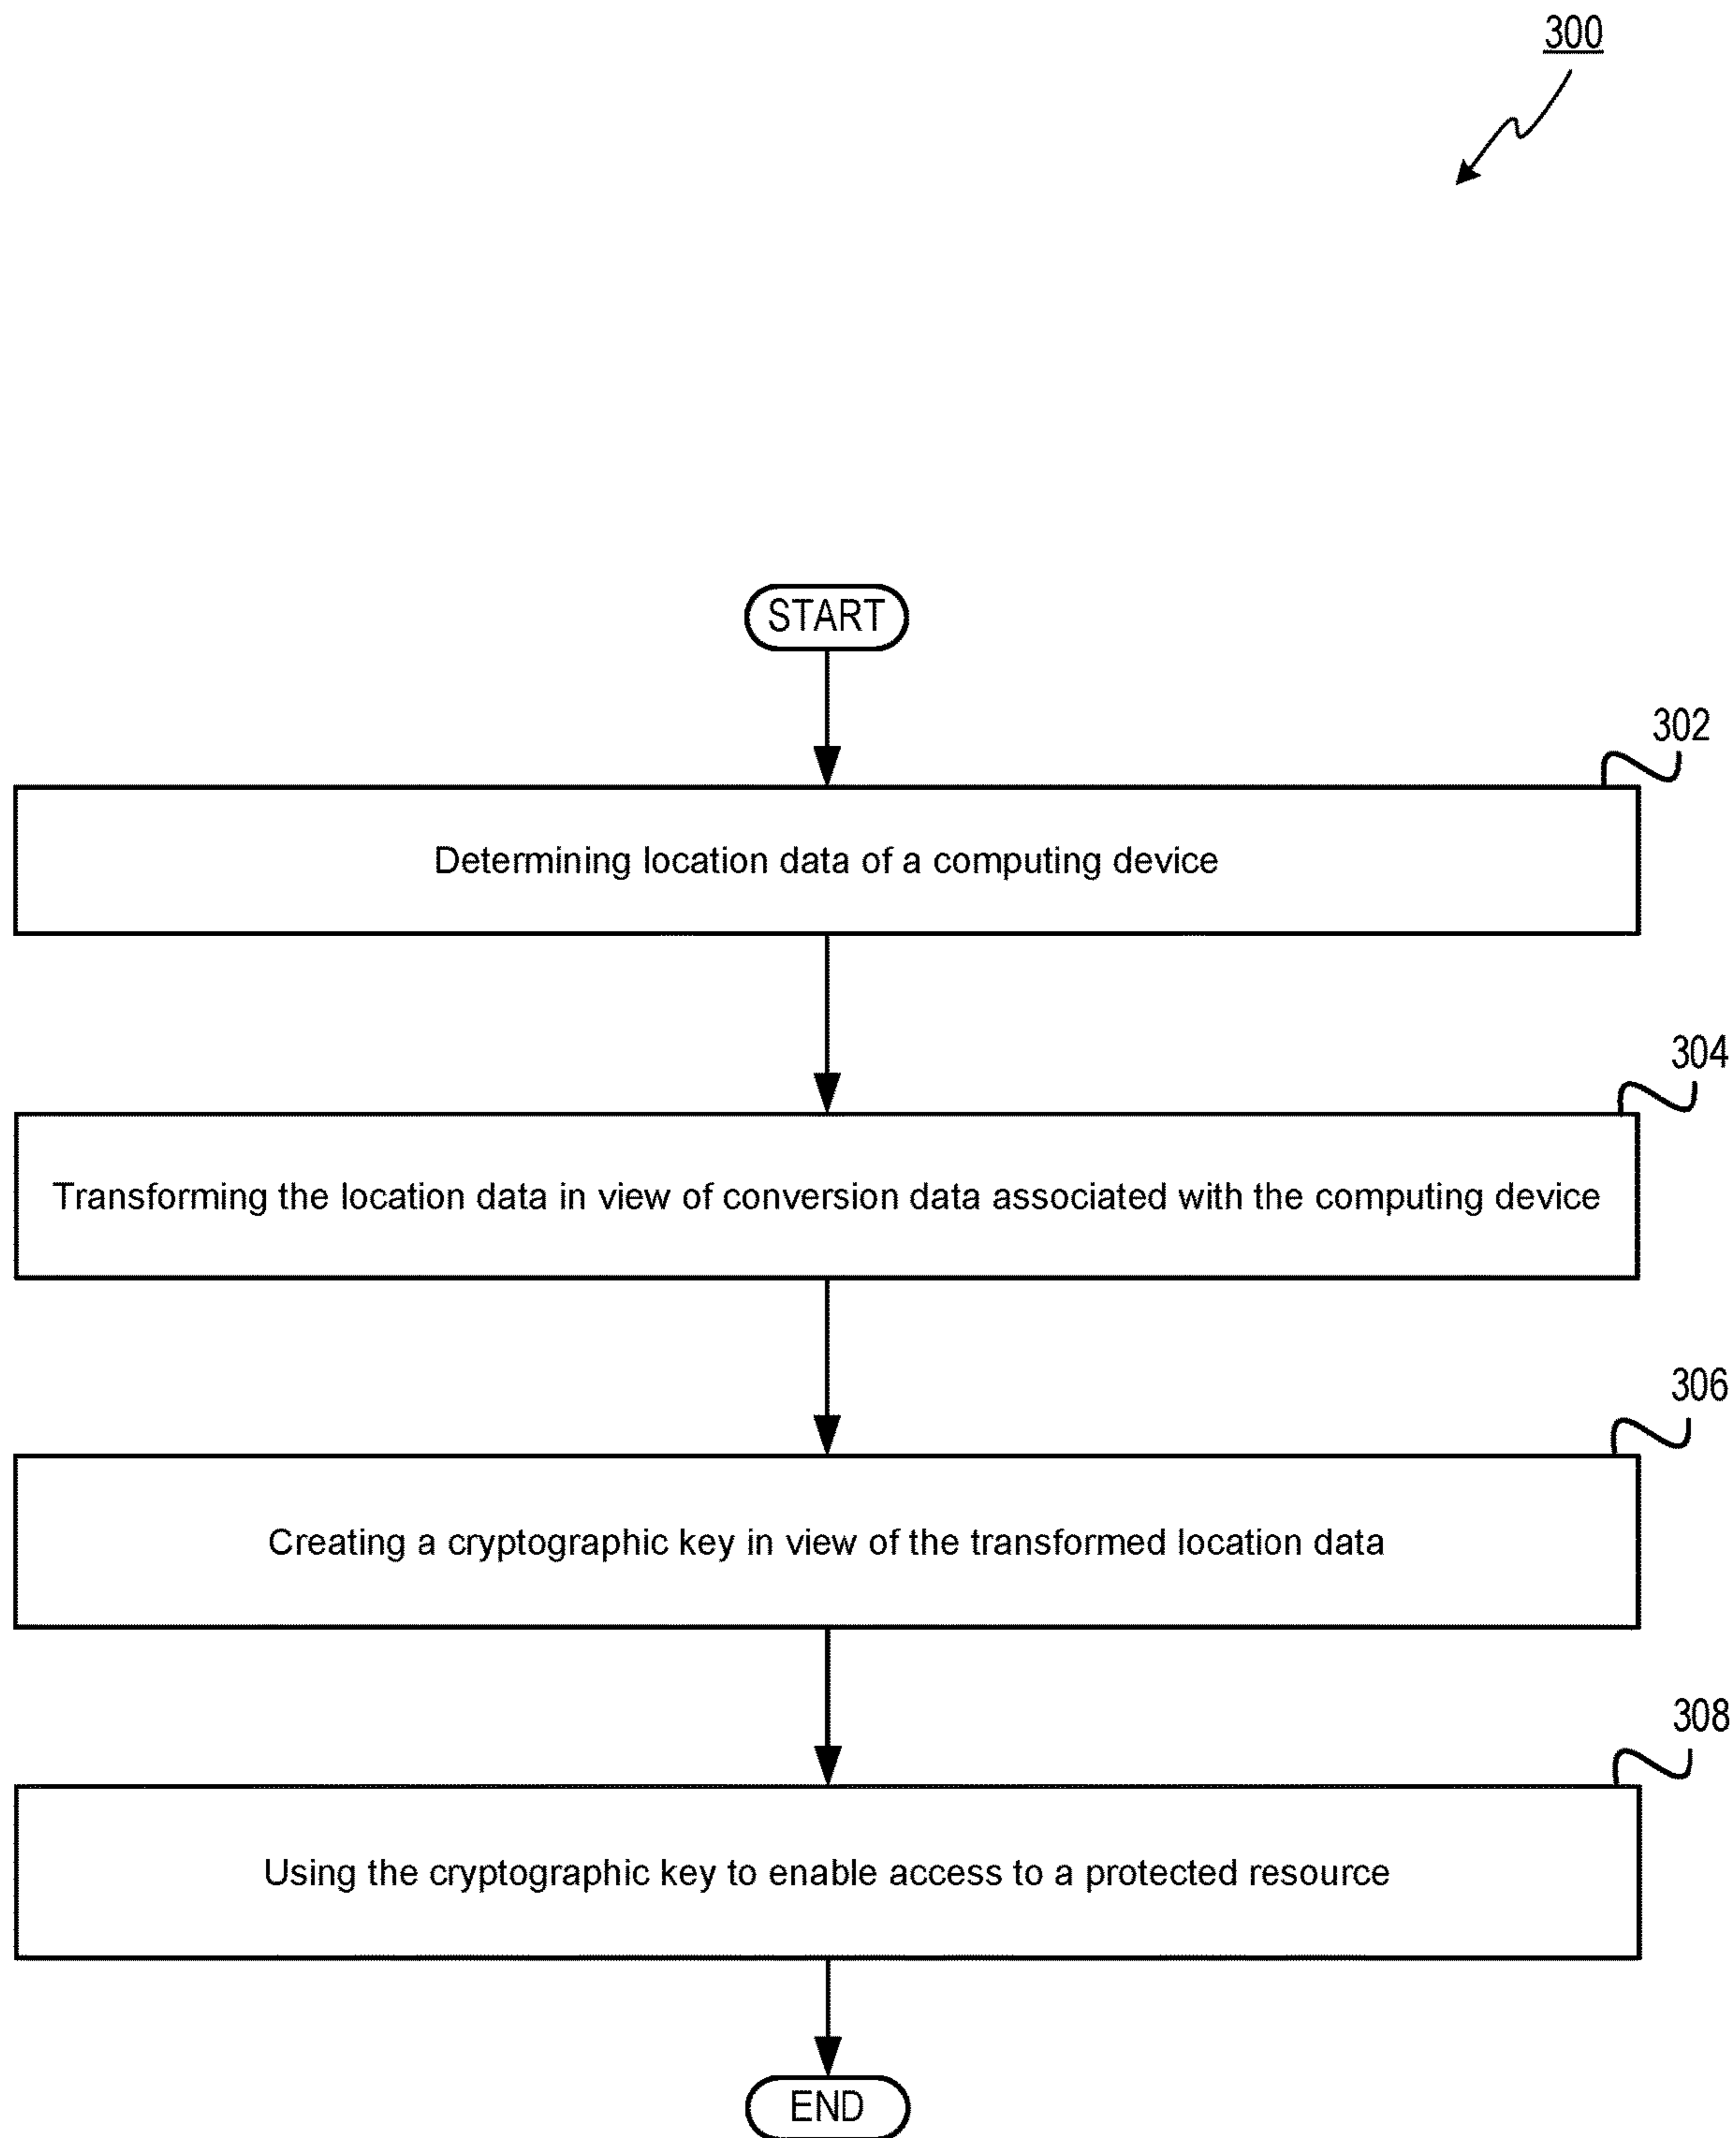 300
START
302
Determining location data of a computing device
304
Transforming the location data in view of conversion data associated with the computing device
306
Creating a cryptographic key in view of the transformed location data
308
Using the cryptographic key to enable access to a protected resource
END